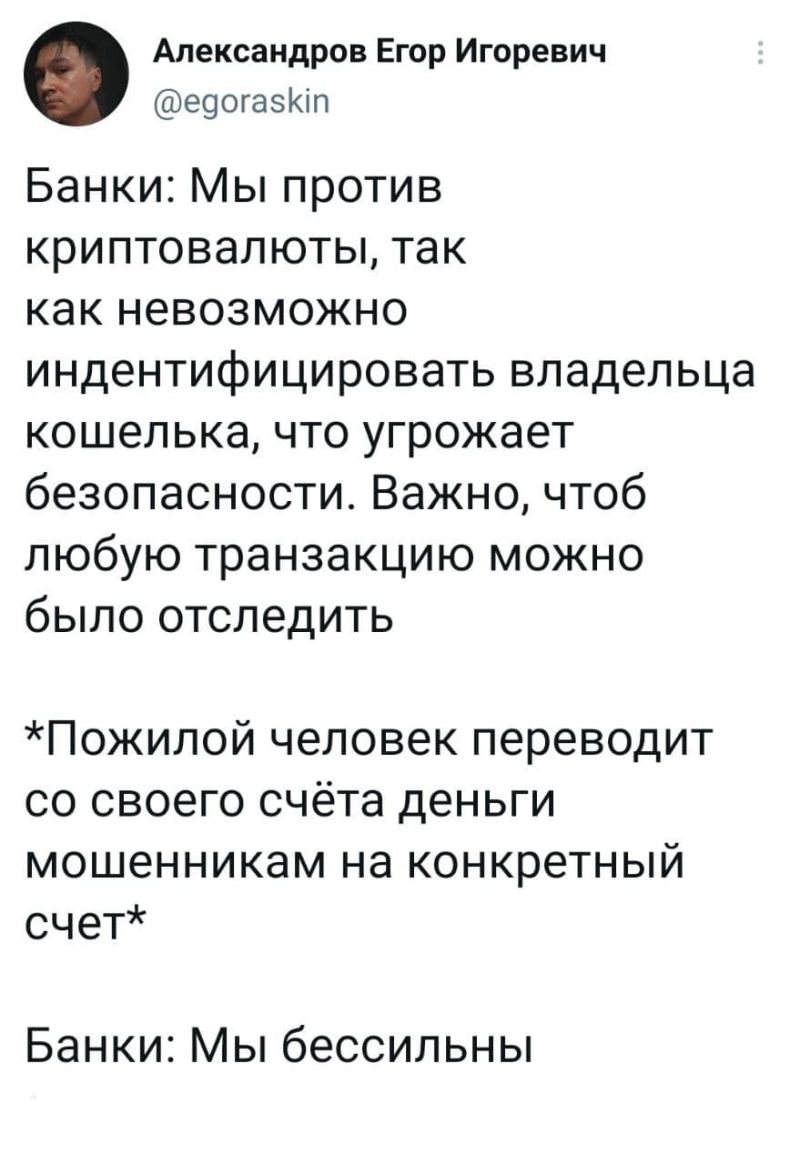 Александров Егор Игоревич
@egoraskin
Банки: Мы против
криптовалюты, так
как невозможно
индентифицировать владельца
кошелька, что угрожает
безопасности. Важно, чтоб
любую транзакцию можно
было отследить
*Пожилой человек переводит
со своего счёта деньги
мошенникам на конкретный
счет*
Банки: Мы бессильны